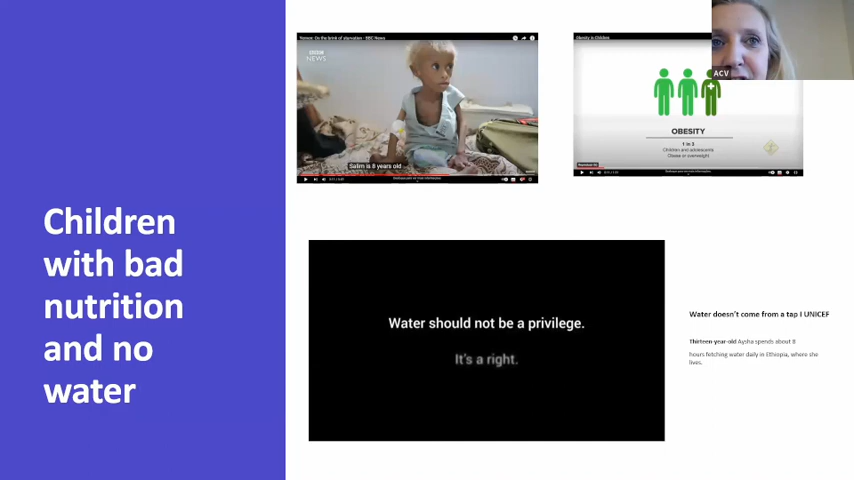 Children
with bad
nutrition
and no
water
Yemen: On the brink of starvation - BBC News
BBC
NEWS
Salim is 8 years old
Obesity in Children
OBESITY
1 in 3
Children and adolescents
Obese or overweight
ACV
Water should not be a privilege.
It's a right.
Water doesn't come from a tap I UNICEF
Thirteen-year-old Aysha spends about 8
hours fetching water daily in Ethiopia, where she
lives.